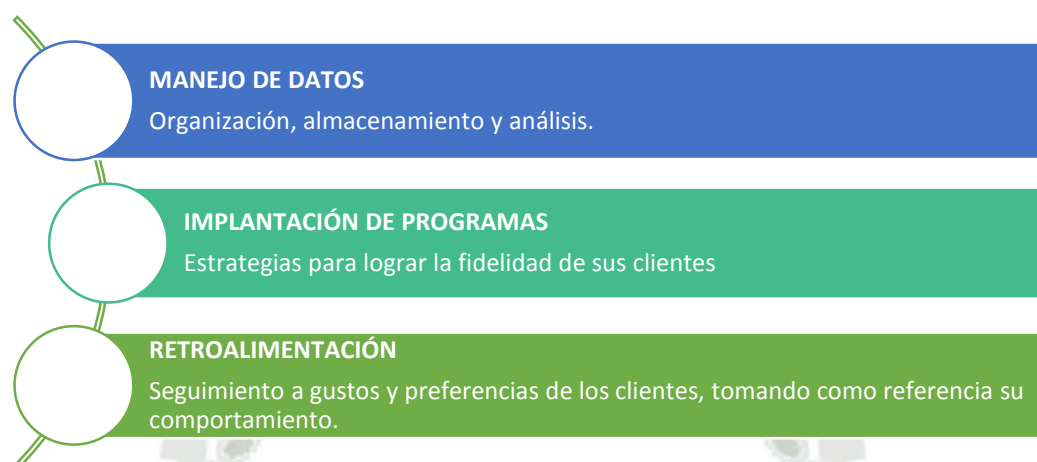 MANEJO DE DATOS
Organización, almacenamiento y análisis.
IMPLANTACIÓN DE PROGRAMAS
Estrategias para lograr la fidelidad de sus clientes
RETROALIMENTACIÓN
Seguimiento a gustos y preferencias de los clientes, tomando como referencia su
comportamiento.